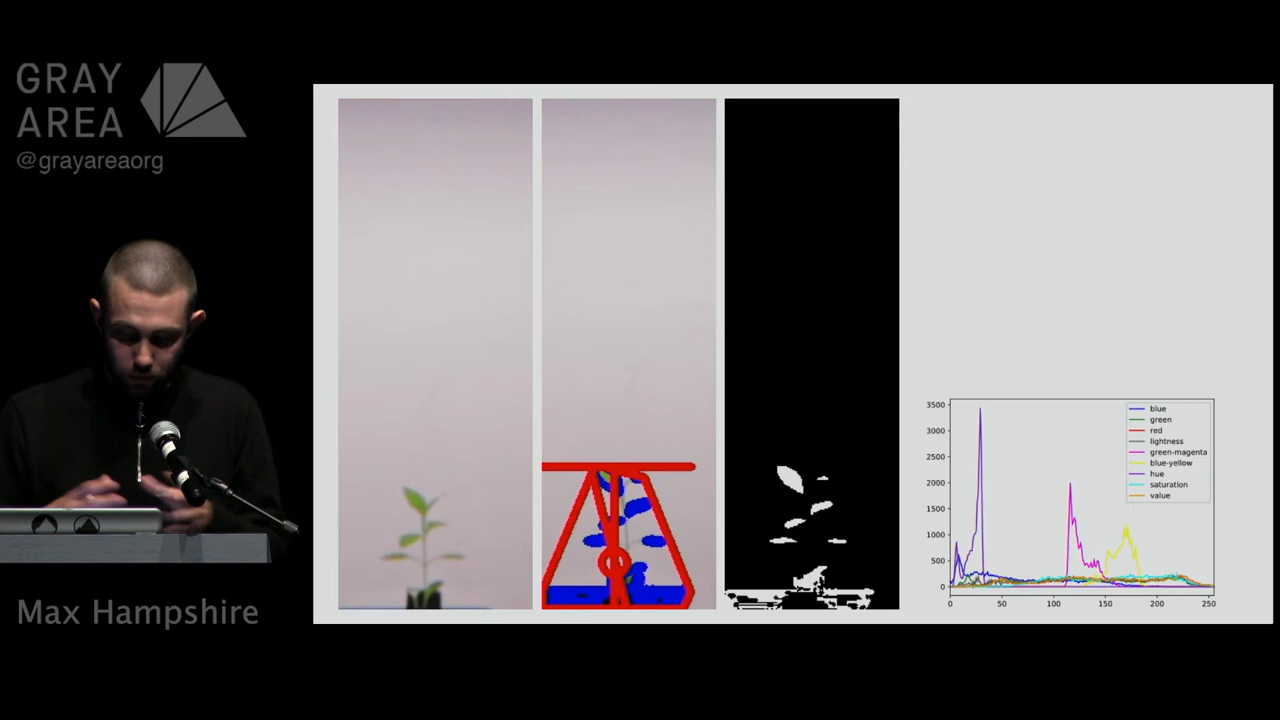 GRAY
AREA
@grayareaorg
Max Hampshire
3500
3000
2500
2000
1500
1000
500
0
0
50
100
150
200
250
blue
green
red
lightness
green-magenta
blue-yellow
hue
saturation
value